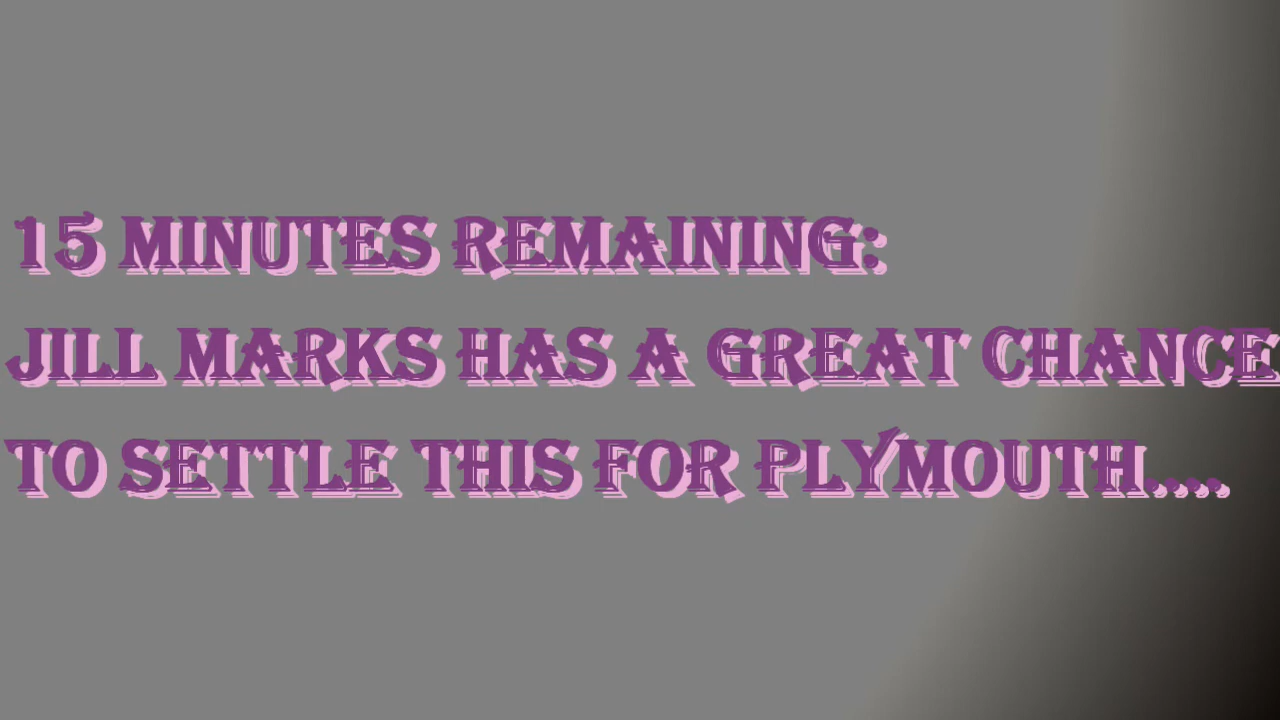 15 MINUTES REMAINING:
JILL MARKS HAS A GREAT CHANCE
TO SETTLE THIS FOR PLYMOUTH....